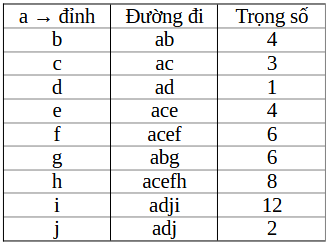 a → đỉnh Đường đi Trọng số
b ab 4
c ac 3
d ad 1
e ace 4
f acef 6
g abg 6
h acefh 8
i adji 12
j adj 2